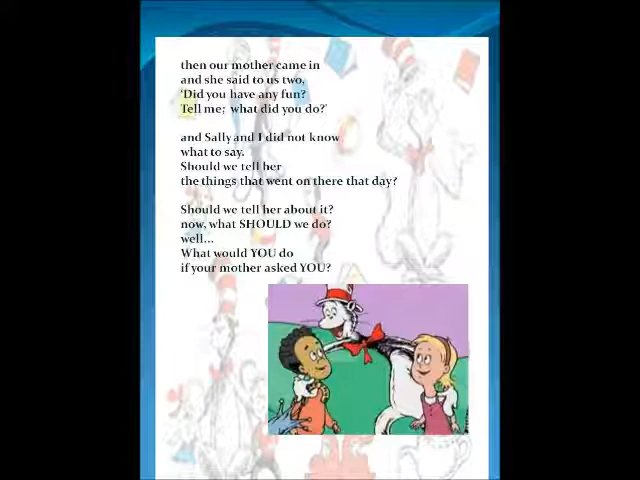 then our mother came in
and she said to us two,
'Did you have any fun?
Tell me; what did you do?'
and Sally and I did not know
what to say.
Should we tell her
the things that went on there that day?
Should we tell her about it?
now, what SHOULD we do?
well...
What would YOU do
if your mother asked YOU?